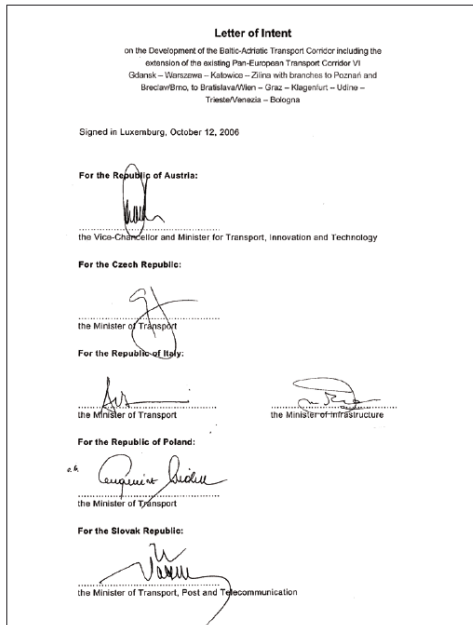 Letter of Intent
on the Development of the Baltic-Adriatic Transport Corridor including the
extension of the existing Pan-European Transport Corridor VI
Gdansk – Warszawa – Katowice – Zilina with branches to Poznań and
Breclav/Brno, to Bratislava/Wien – Graz – Klagenfurt – Udine –
Trieste/Venezia – Bologna
Signed in Luxemburg, October 12, 2006
For the Republic of Austria:
the Vice-Chancellor and Minister for Transport, Innovation and Technology
For the Czech Republic:
the Minister of Transport
For the Republic of Italy:
the Minister of Transport
the Minister of Infrastructure
For the Republic of Poland:
the Minister of Transport
For the Slovak Republic:
the Minister of Transport, Post and Telecommunication